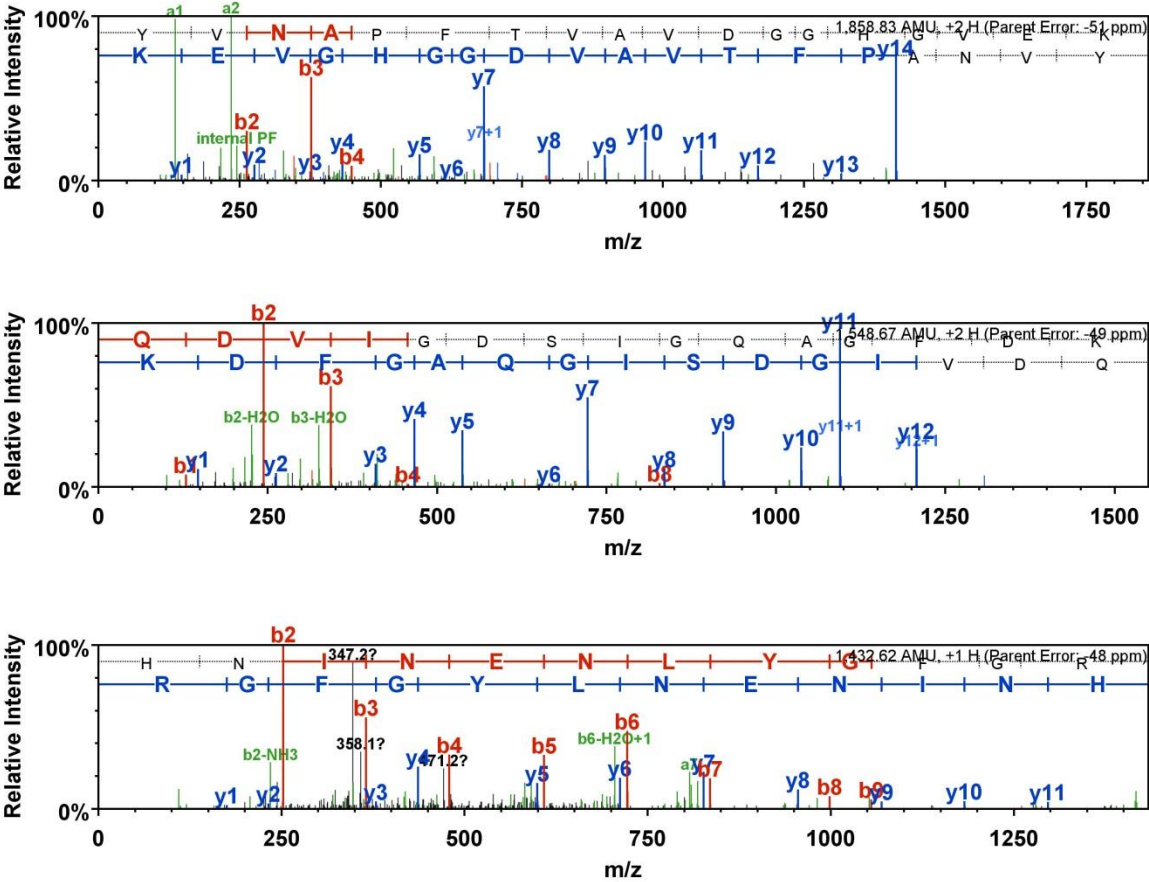 Relative Intensity
a1
a2
100%
Y V N A P F T V A V D G G H G V E K
1,858.83 AMU, +2 H (Parent Error: -51 ppm)
K E V G H G G D V A V T F P A N V Y
y14
b3
y7
b2
internal PF
y7+1
y1 y2 y3 y4 b4 y5 y6 y8 y9 y10 y11 y12 y13
0%
0 250 500 750 1000 1250 1500 1750
m/z
Relative Intensity
b2
y11
100%
Q D V I G D S I G Q A G F D K
1,548.67 AMU, +2 H (Parent Error: -49 ppm)
K D F G A Q G I S D G I V D Q
b3
y7
b2-H2O b3-H2O y4 y5 y9 y10 y11+1 y12
y12+1
b1 y1 y2 y3 b4 y6 b8 y8
0%
0 250 500 750 1000 1250 1500
m/z
Relative Intensity
b2
100%
347.2?
H N I N E N L Y G F G R
1,432.62 AMU, +1 H (Parent Error: -48 ppm)
R G F G Y L N E N I N H
b3
b6
358.1? b4 b5 b6-H2O+1
b2-NH3 y4 471.2? y5 y6 y7 b7
y1 y2 y3 y8 b8 b9 y9 y10 y11
0%
0 250 500 750 1000 1250
m/z